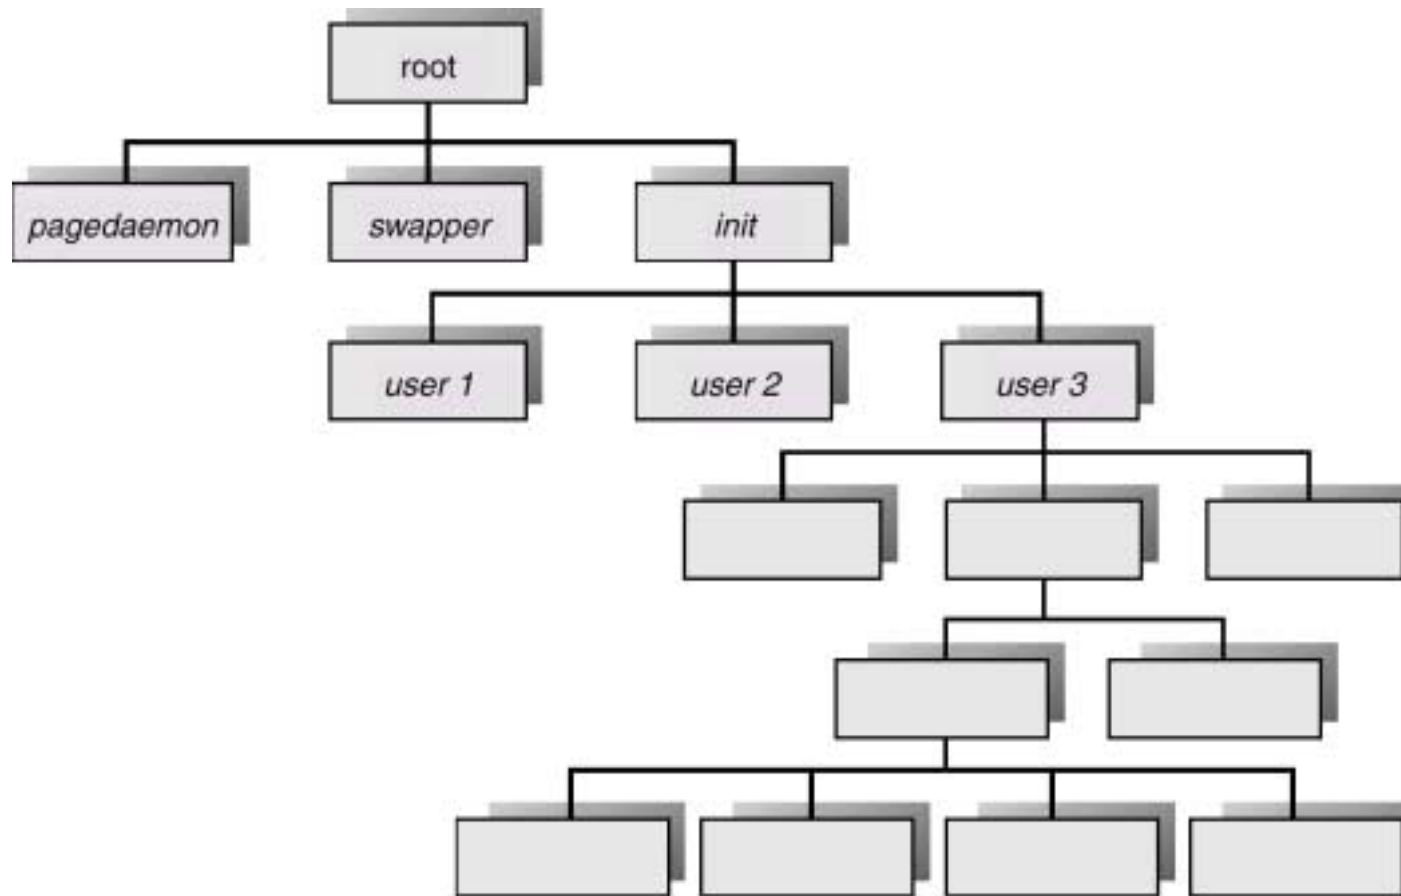 root
pagedaemon
swapper
init
user 1
user 2
user 3